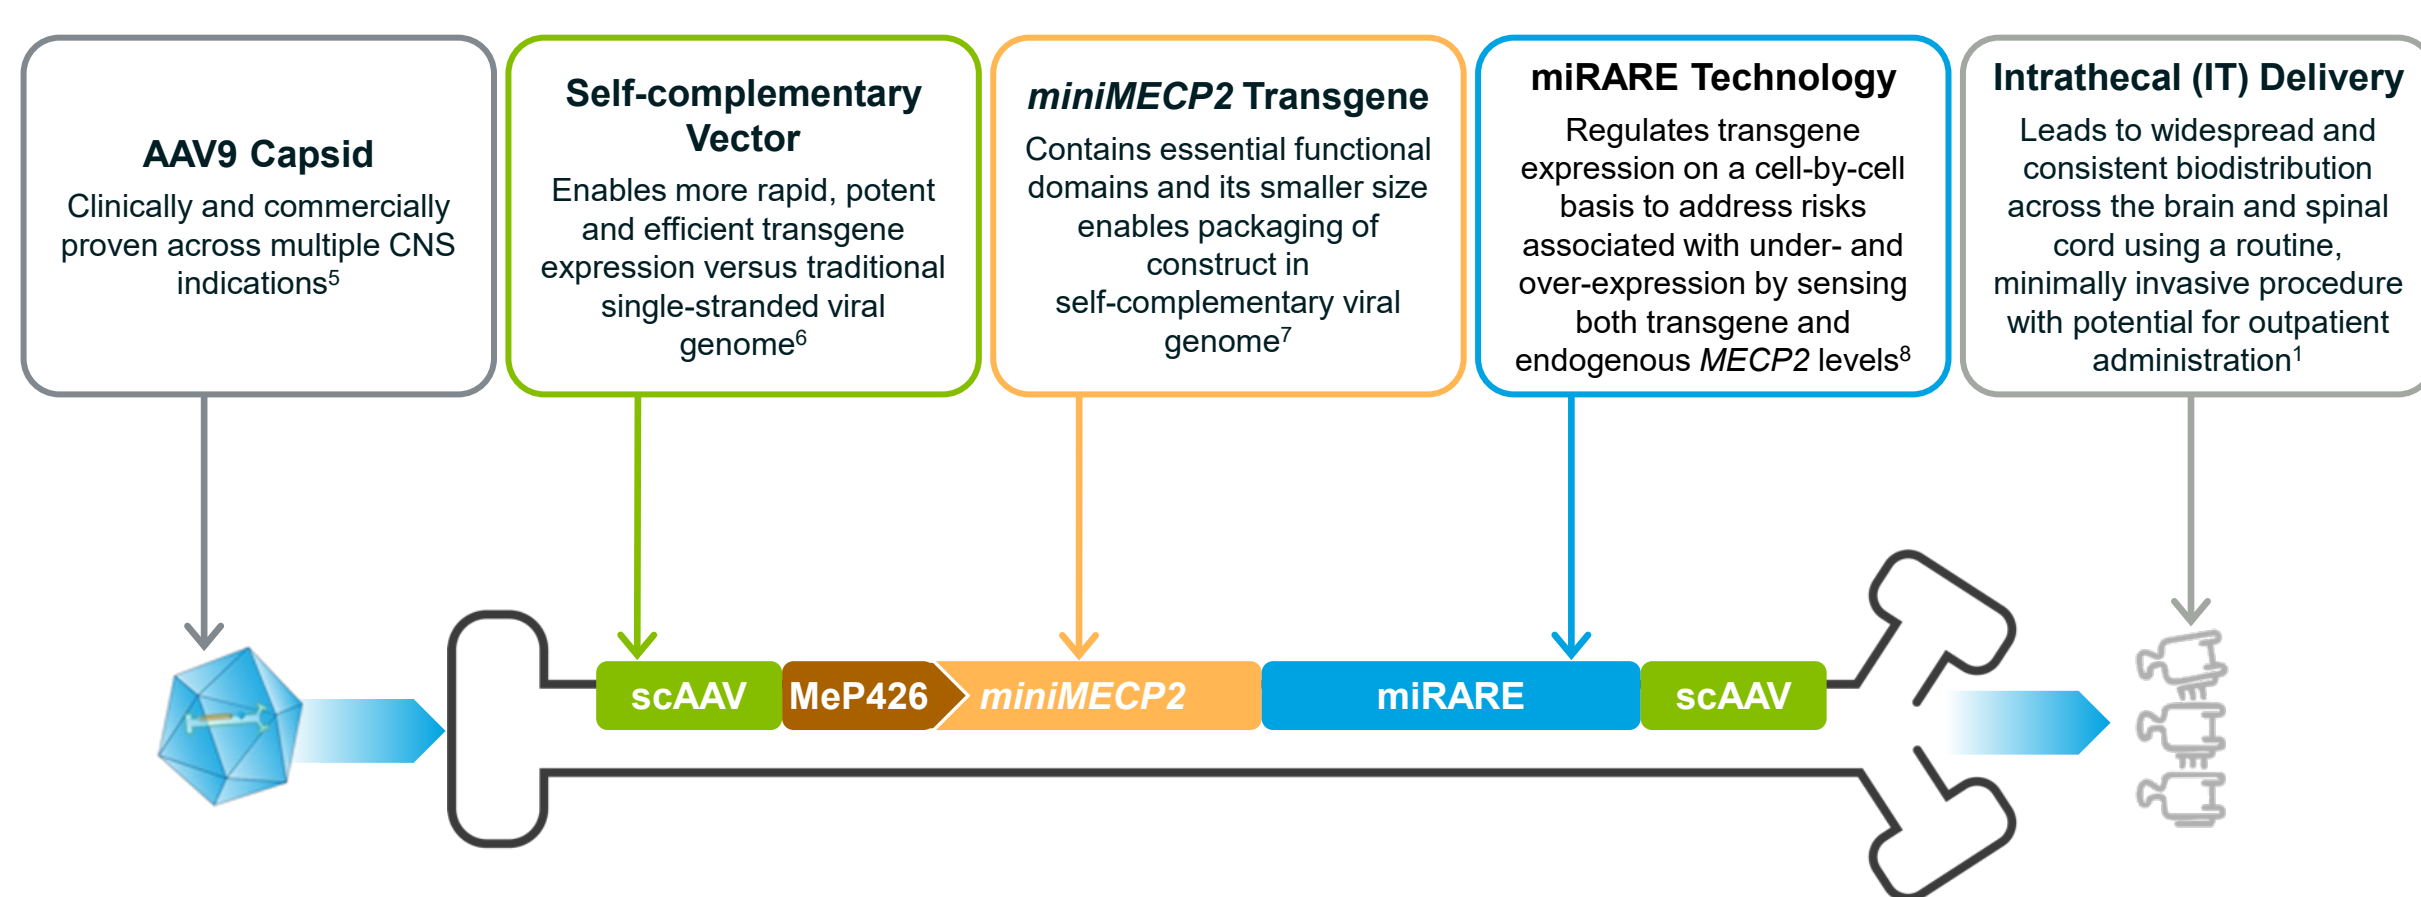 AAV9 Capsid
Clinically and commercially
proven across multiple CNS
indications5
Self-complementary
Vector
Enables more rapid, potent
and efficient transgene
expression versus traditional
single-stranded viral
genome6
miniMECP2 Transgene
Contains essential functional
domains and its smaller size
enables packaging of
construct in
self-complementary viral
genome7
miRARE Technology
Regulates transgene
expression on a cell-by-cell
basis to address risks
associated with under- and
over-expression by sensing
both transgene and
endogenous MECP2 levels8
Intrathecal (IT) Delivery
Leads to widespread and
consistent biodistribution
across the brain and spinal
cord using a routine,
minimally invasive procedure
with potential for outpatient
administration1
scAAV MeP426 miniMECP2 miRARE scAAV